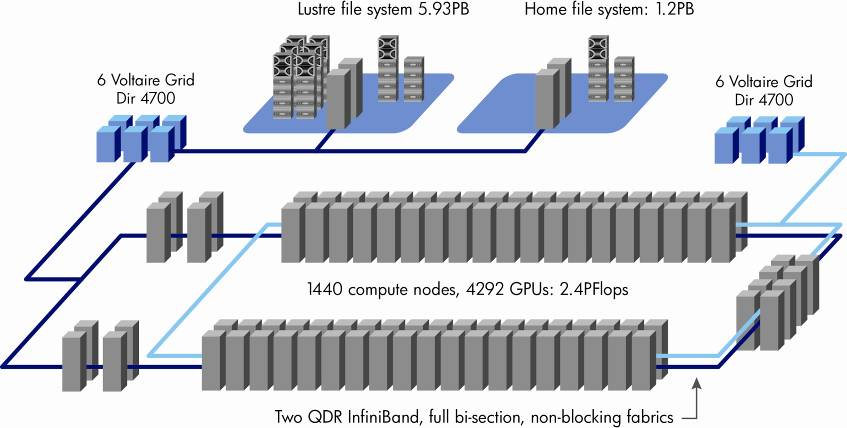 Lustre file system 5.93PB
Home file system: 1.2PB
6 Voltaire Grid
Dir 4700
6 Voltaire Grid
Dir 4700
1440 compute nodes, 4292 GPUs: 2.4PFlops
Two QDR InfiniBand, full bi-section, non-blocking fabrics